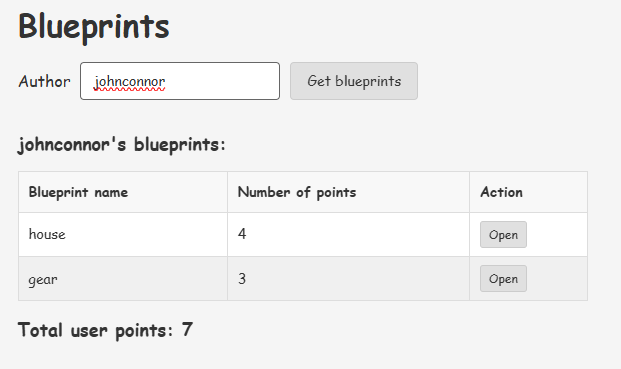 Blueprints
Author johnconnor Get blueprints
johnconnor's blueprints:
Blueprint name Number of points Action
house 4 Open
gear 3 Open
Total user points: 7